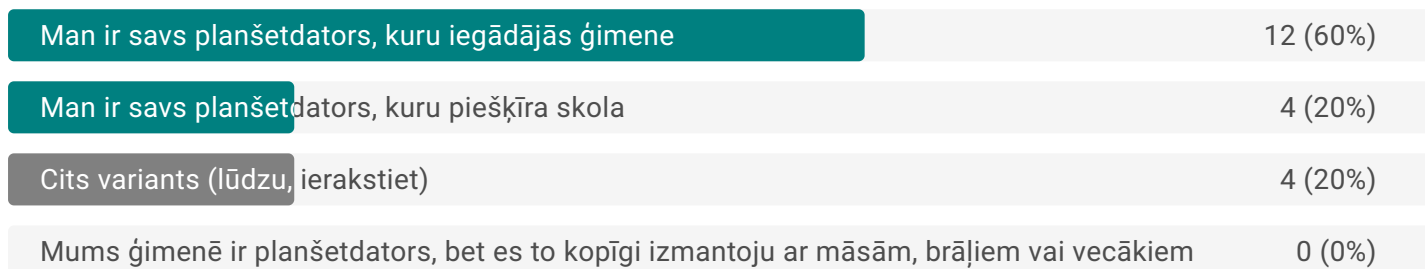 Man ir savs planšetdators, kuru iegādājās ģimene 12 (60%)
Man ir savs planšetdators, kuru piešķīra skola 4 (20%)
Cits variants (lūdzu, ierakstiet) 4 (20%)
Mums ģimenē ir planšetdators, bet es to kopīgi izmantoju ar māsām, brāļiem vai vecākiem 0 (0%)